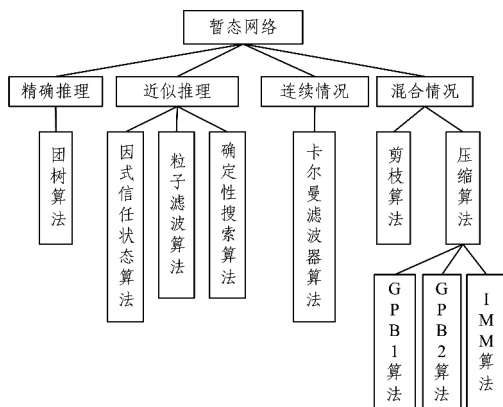 暂态网络
精确推理
近似推理
连续情况
混合情况
团树算法
因式信任状态算法
粒子滤波算法
确定性搜索算法
卡尔曼滤波器算法
剪枝算法
压缩算法
GPB1算法
GPB2算法
IMM算法